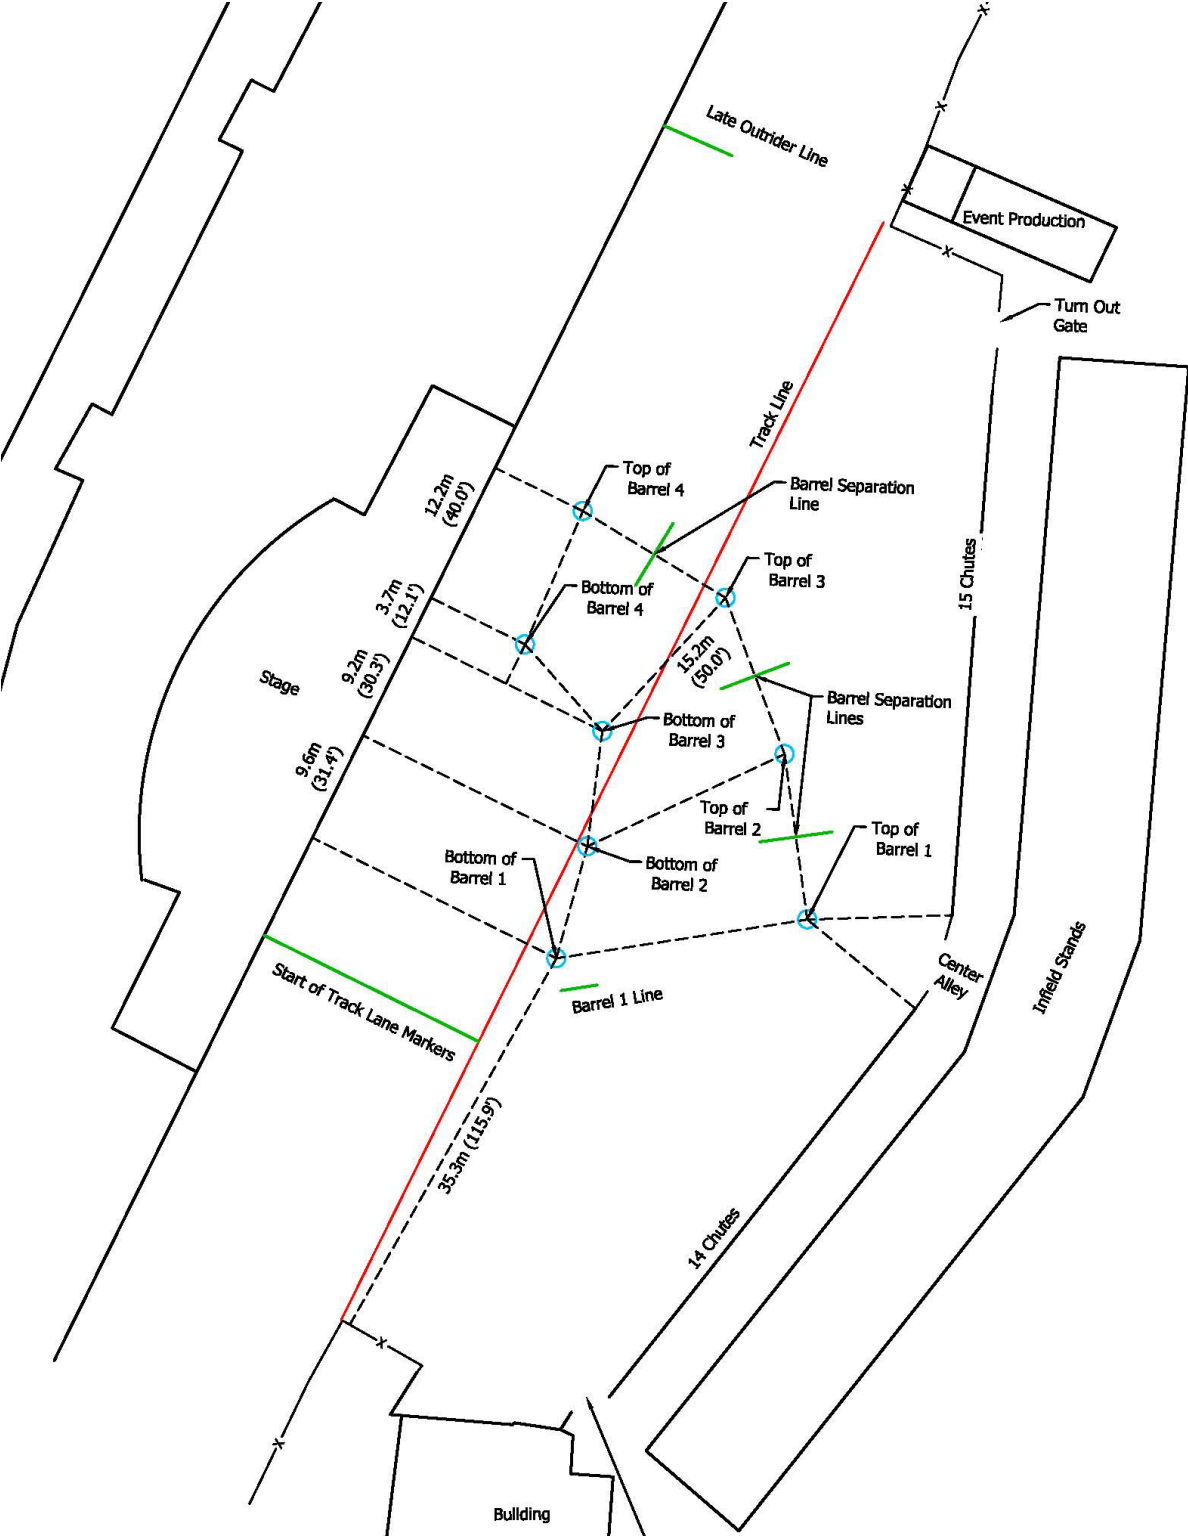 Late Outrider Line
Event Production
Turn Out
Gate
Track Line
Top of
Barrel 4
12.2m
(40.0')
Barrel Separation
Line
15 Chutes
Top of
Barrel 3
Bottom of
Barrel 4
3.7m
(12.1')
15.2m
(50.0')
9.2m
(30.3')
Stage
Barrel Separation
Lines
Bottom of
Barrel 3
9.6m
(31.4')
Top of
Barrel 2
Top of
Barrel 1
Bottom of
Barrel 1
Bottom of
Barrel 2
Center
Alley
Infield Stands
Start of Track Lane Markers
Barrel 1 Line
35.3m (115.9')
14 Chutes
Building